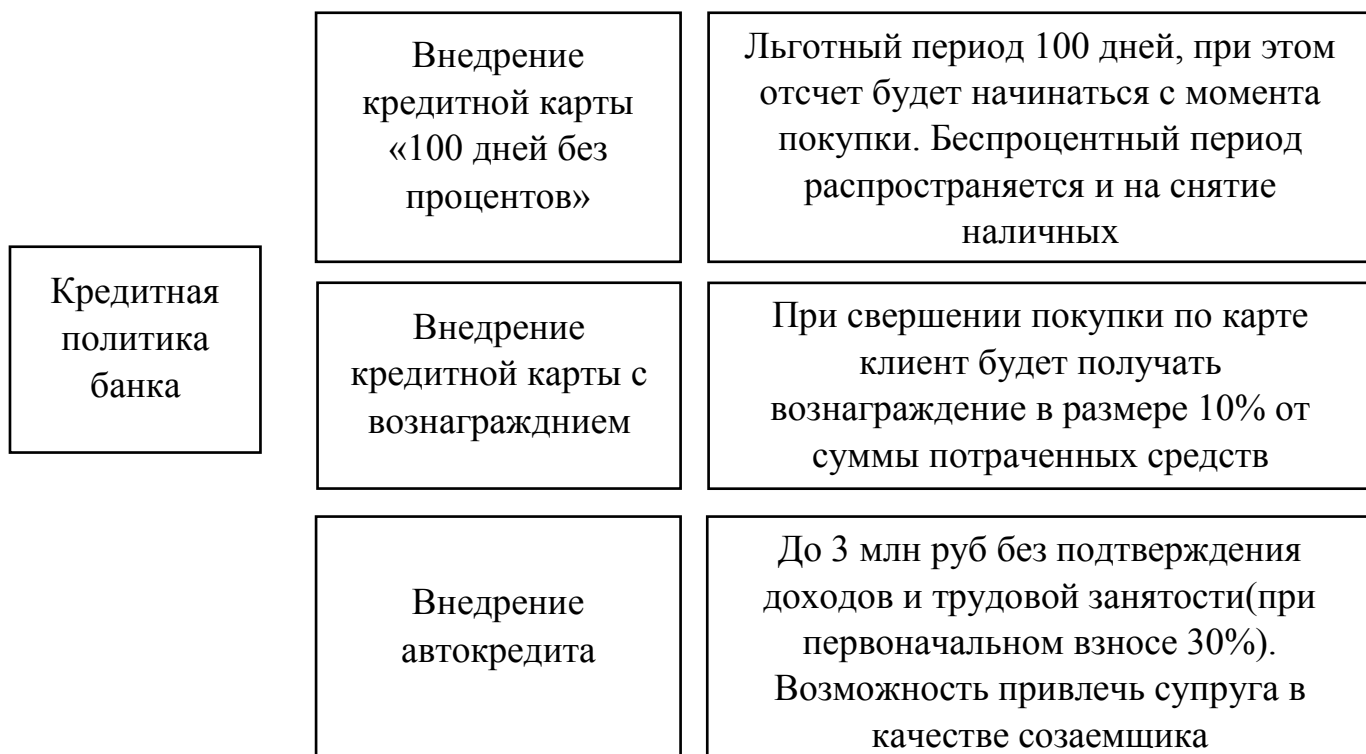 Внедрение
кредитной карты
«100 дней без
процентов»
Льготный период 100 дней, при этом
отсчет будет начинаться с момента
покупки. Беспроцентный период
распространяется и на снятие
наличных
Кредитная
политика
банка
Внедрение
кредитной карты с
вознагражднием
При свершении покупки по карте
клиент будет получать
вознаграждение в размере 10% от
суммы потраченных средств
Внедрение
автокредита
До 3 млн руб без подтверждения
доходов и трудовой занятости(при
первоначальном взносе 30%).
Возможность привлечь супруга в
качестве созаемщика